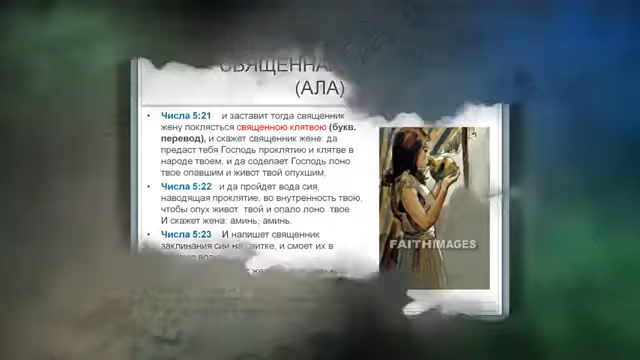 СВЯЩЕННА
(АЛА)
• Числа 5:21 и заставит тогда священник
жену поклясться священною клятвою (букв.
перевод), и скажет священник жене: да
предаст тебя Господь проклятию и клятве в
народе твоем, и да соделает Господь лоно
твое опавшим и живот твой опухшим;
• Числа 5:22 и да пройдет вода сия,
наводящая проклятие, во внутренность твою,
чтобы опух живот твой и опало лоно твое.
И скажет жена: аминь, аминь.
• Числа 5:23 И напишет священник
заклинания сии на свитке, и смоет их в
FAITHIMAGES